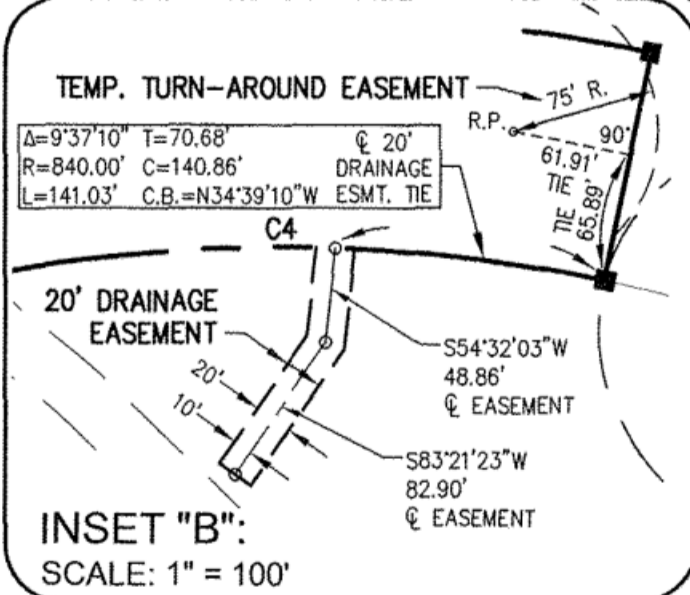 TEMP. TURN-AROUND EASEMENT
75' R.
R.P.
90°
61.91'
TIE
TIE
65.89'
Δ=9°37'10" T=70.68' ℄ 20'
R=840.00' C=140.86' DRAINAGE
L=141.03' C.B.=N34°39'10"W ESMT. TIE
C4
20' DRAINAGE
EASEMENT
20'
10'
S54°32'03"W
48.86'
℄ EASEMENT
S83°21'23"W
82.90'
℄ EASEMENT
INSET "B":
SCALE: 1" = 100'